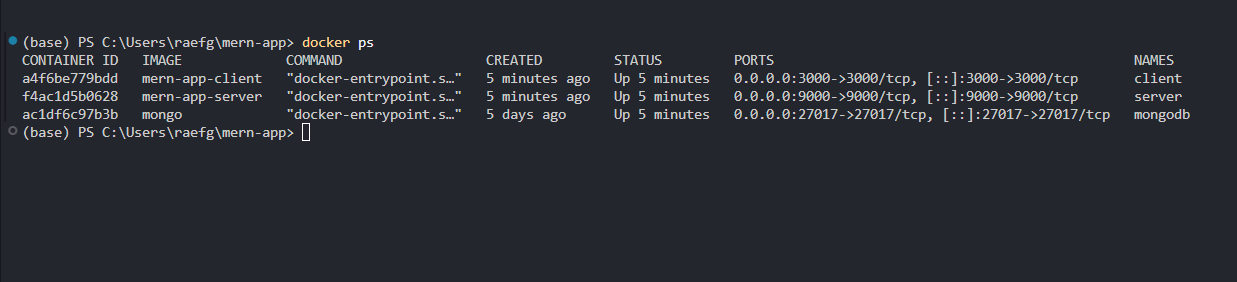 (base) PS C:\Users\raefg\mern-app> docker ps
CONTAINER ID   IMAGE             COMMAND                  CREATED         STATUS         PORTS                                             NAMES
a4f6be779bdd   mern-app-client   "docker-entrypoint.s…"   5 minutes ago   Up 5 minutes   0.0.0.0:3000->3000/tcp, [::]:3000->3000/tcp       client
f4ac1d5b0628   mern-app-server   "docker-entrypoint.s…"   5 minutes ago   Up 5 minutes   0.0.0.0:9000->9000/tcp, [::]:9000->9000/tcp       server
ac1df6c97b3b   mongo             "docker-entrypoint.s…"   5 days ago      Up 5 minutes   0.0.0.0:27017->27017/tcp, [::]:27017->27017/tcp   mongodb
(base) PS C:\Users\raefg\mern-app>